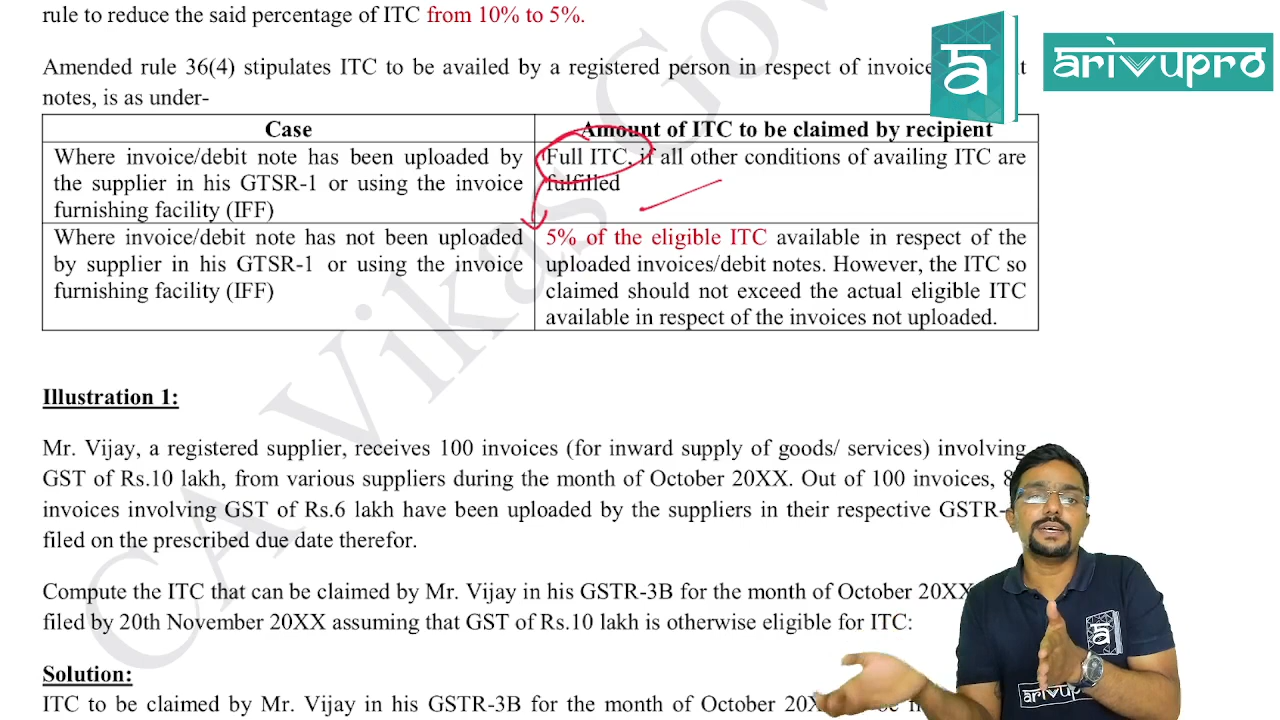 rule to reduce the said percentage of ITC from 10% to 5%.
Amended rule 36(4) stipulates ITC to be availed by a registered person in respect of invoice
notes, is as under-
Case
Amount of ITC to be claimed by recipient
Where invoice/debit note has been uploaded by
the supplier in his GTSR-1 or using the invoice
furnishing facility (IFF)
Full ITC, if all other conditions of availing ITC are
fulfilled
Where invoice/debit note has not been uploaded
by supplier in his GTSR-1 or using the invoice
furnishing facility (IFF)
5% of the eligible ITC available in respect of the
uploaded invoices/debit notes. However, the ITC so
claimed should not exceed the actual eligible ITC
available in respect of the invoices not uploaded.
Illustration 1:
Mr. Vijay, a registered supplier, receives 100 invoices (for inward supply of goods/ services) involving
GST of Rs.10 lakh, from various suppliers during the month of October 20XX. Out of 100 invoices,
invoices involving GST of Rs.6 lakh have been uploaded by the suppliers in their respective GSTR-
filed on the prescribed due date therefor.
Compute the ITC that can be claimed by Mr. Vijay in his GSTR-3B for the month of October 20XX
filed by 20th November 20XX assuming that GST of Rs.10 lakh is otherwise eligible for ITC:
Solution:
ITC to be claimed by Mr. Vijay in his GSTR-3B for the month of October
arivupro
CA Vikas Gow
arivupro